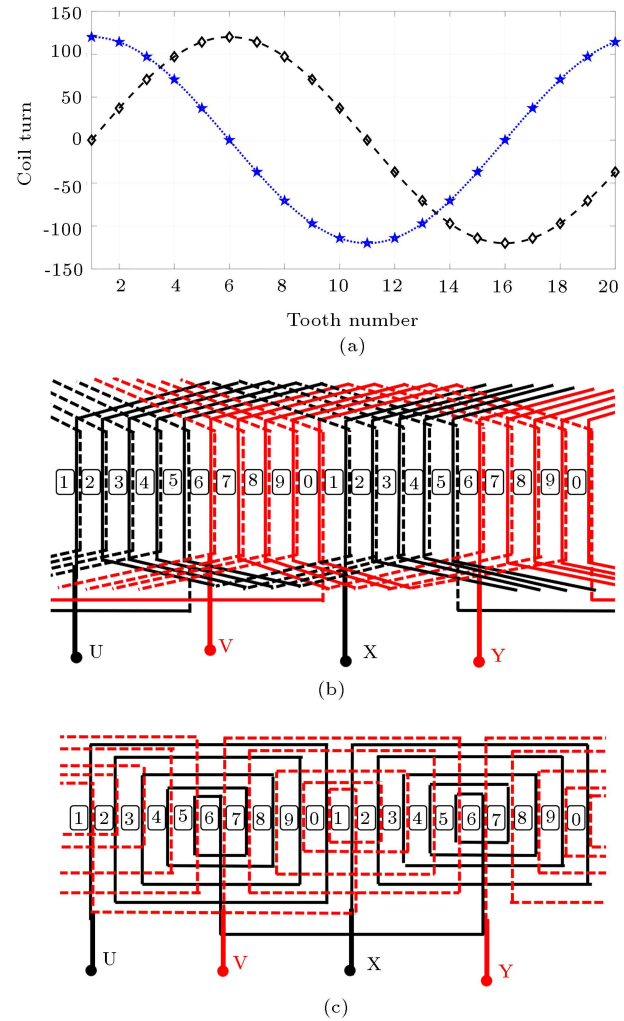 150
100
50
0
-50
-100
-150
Coil turn
2 4 6 8 10 12 14 16 18 20
Tooth number
(a)
1 2 3 4 5 6 7 8 9 0 1 2 3 4 5 6 7 8 9 0
U V X Y
(b)
1 2 3 4 5 6 7 8 9 0 1 2 3 4 5 6 7 8 9 0
U V X Y
(c)